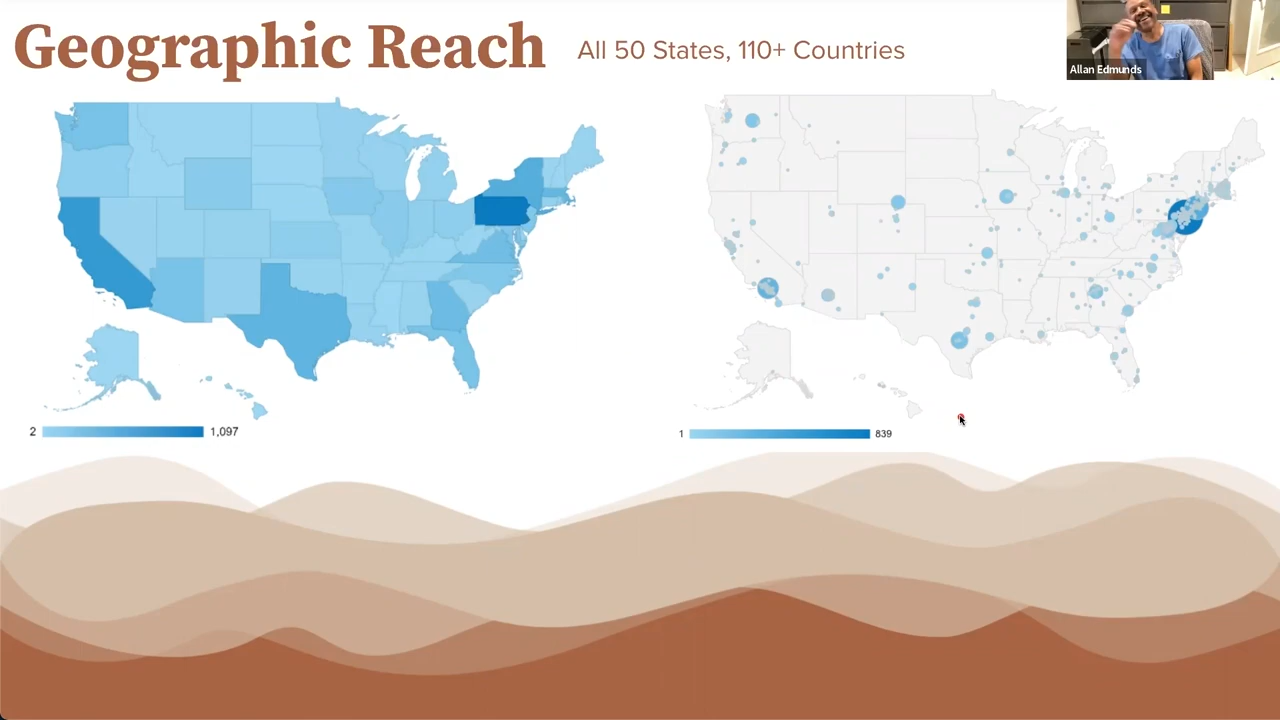 Geographic Reach
All 50 States, 110+ Countries
Allan Edmunds
2
1,097
1
839